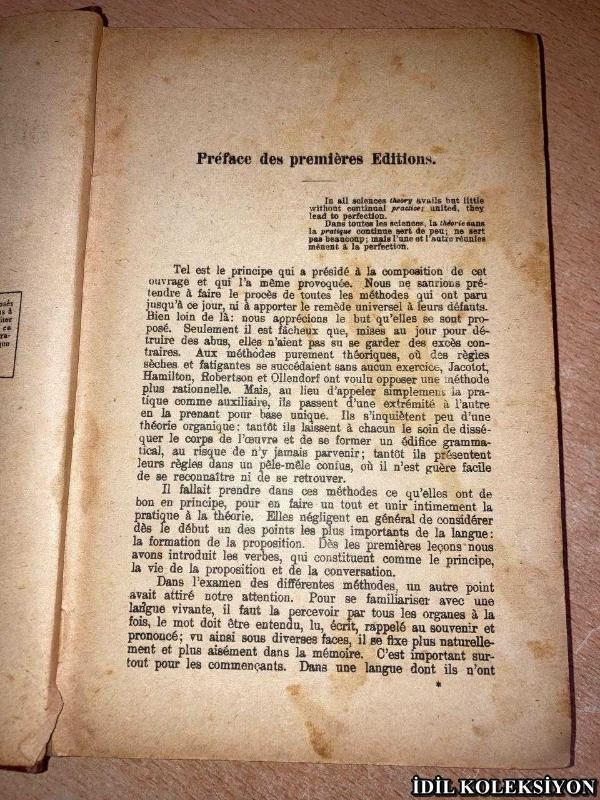 Préface des premières Editions.
In all sciences theory avails but little
without continual practice; united, they
lead to perfection.
Dans toutes les sciences, la théorie sans
la pratique continue sert de peu; ne sert
pas beaucoup; mais l'une et l'autre réunies
mènent à la perfection.
Tel est le principe qui a présidé à la composition de cet
ouvrage et qui l'a même provoquée. Nous ne saurions pré-
tendre à faire le procès de toutes les méthodes qui ont paru
jusqu'à ce jour, ni à apporter le remède universel à leurs défauts.
Bien loin de là: nous apprécions le but qu'elles se sont pro-
posé. Seulement il est fâcheux que, mises au jour pour dé-
truire des abus, elles n'aient pas su se garder des excès con-
traires. Aux méthodes purement théoriques, où des règles
sèches et fatigantes se succédaient sans aucun exercice, Jacotot,
Hamilton, Robertson et Ollendorf ont voulu opposer une méthode
plus rationnelle. Mais, au lieu d'appeler simplement la pra-
tique comme auxiliaire, ils passent d'une extrémité à l'autre
en la prenant pour base unique. Ils s'inquiètent peu d'une
théorie organique: tantôt ils laissent à chacun le soin de dissé-
quer le corps de l'œuvre et de se former un édifice gramma-
tical, au risque de n'y jamais parvenir; tantôt ils présentent
leurs règles dans un pêle-mêle confus, où il n'est guère facile
de se reconnaître ni de se retrouver.
Il fallait prendre dans ces méthodes ce qu'elles ont de
bon en principe, pour en faire un tout et unir intimement la
pratique à la théorie. Elles négligent en général de considérer
dès le début un des points les plus importants de la langue:
la formation de la proposition. Dès les premières leçons nous
avons introduit les verbes, qui constituent comme le principe,
la vie de la proposition et de la conversation.
Dans l'examen des différentes méthodes, un autre point
avait attiré notre attention. Pour se familiariser avec une
langue vivante, il faut la percevoir par tous les organes à la
fois, le mot doit être entendu, lu, écrit, rappelé au souvenir et
prononcé; vu ainsi sous diverses faces, il se fixe plus naturelle-
ment et plus aisément dans la mémoire. C'est important sur-
tout pour les commençants. Dans une langue dont ils n'ont
*
İDİL KOLEKSİYON